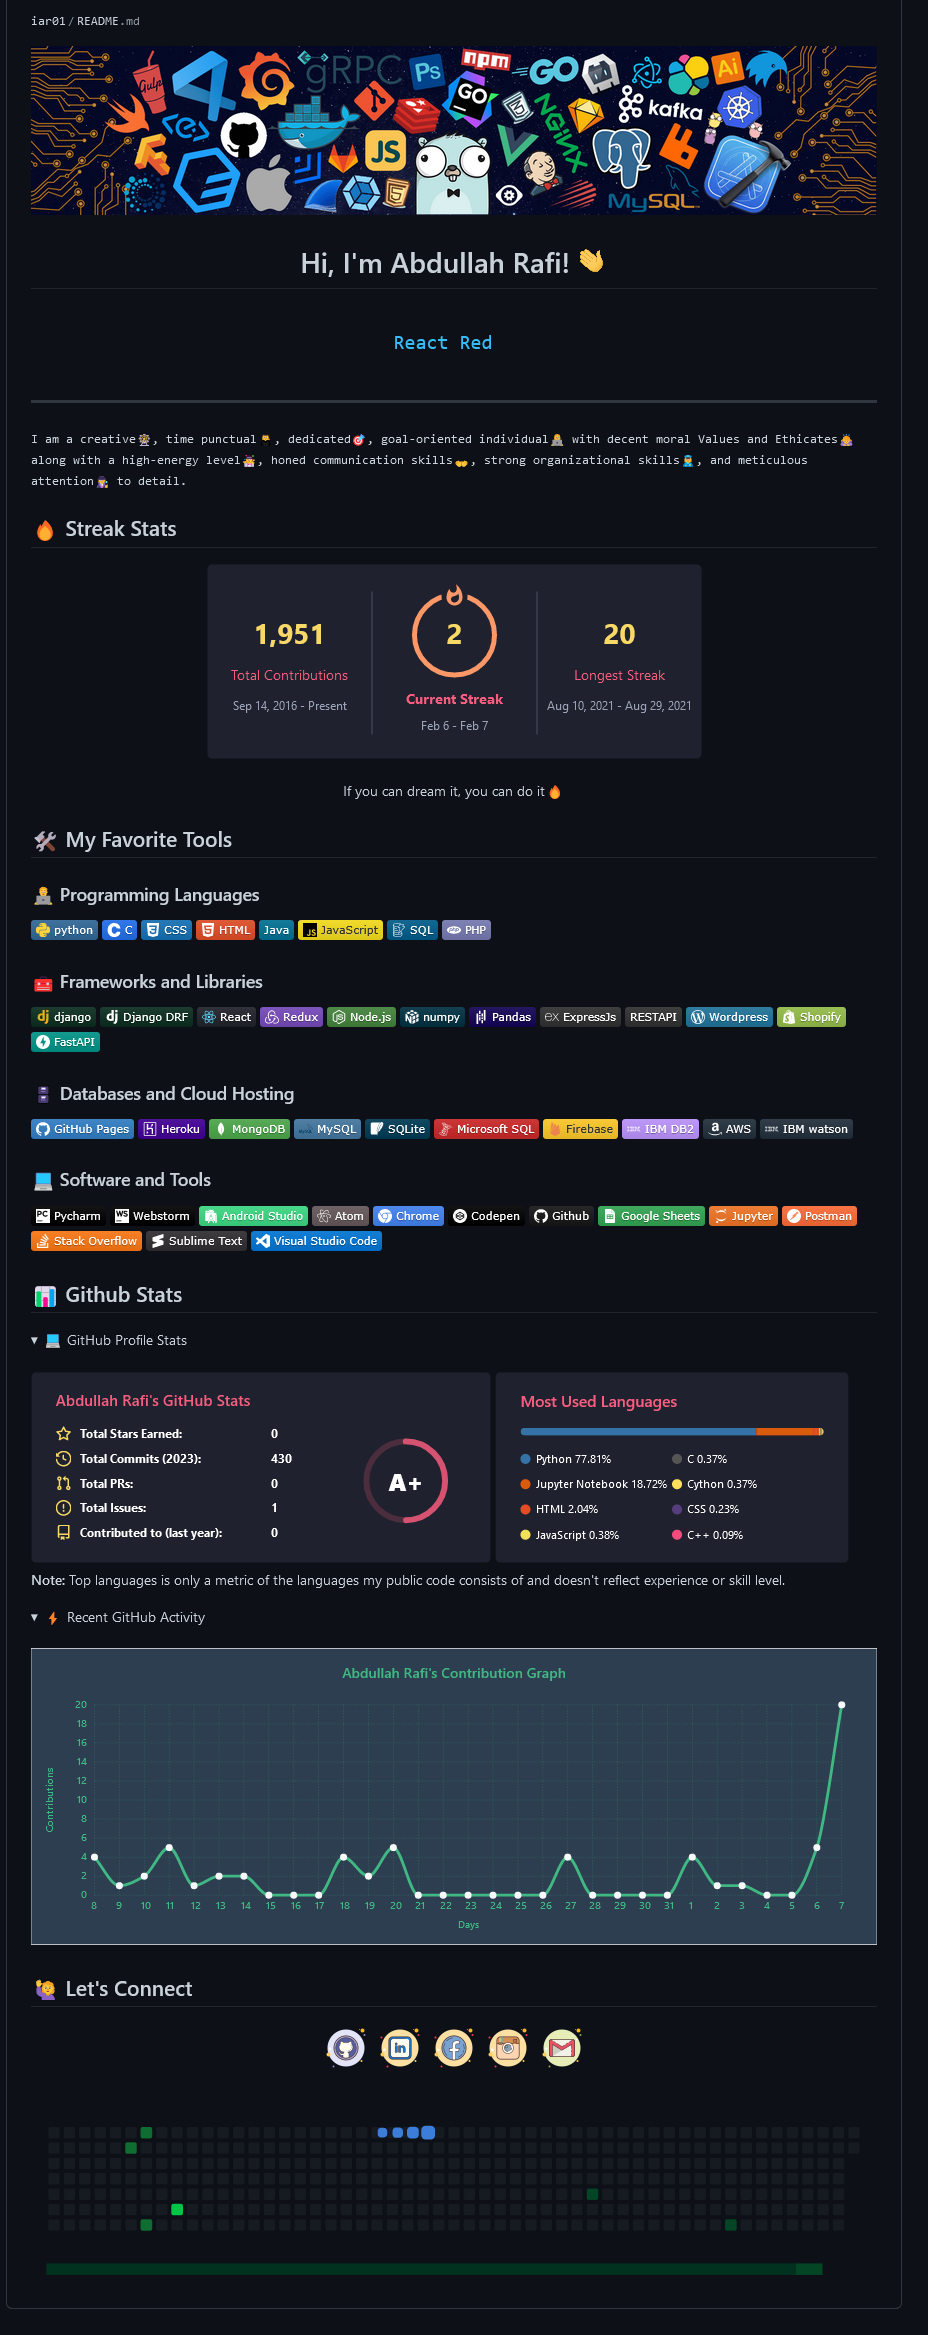 iar01 / README.md
Gulp
gRPC
Ps
npm
GO
Ai
GO
kafka
NGINX
JS
MySQL
Hi, I'm Abdullah Rafi!
React Red
I am a creative, time punctual, dedicated, goal-oriented individual with decent moral Values and Ethicates
along with a high-energy level, honed communication skills, strong organizational skills, and meticulous
attention to detail.
Streak Stats
1,951 2 20
Total Contributions Current Streak Longest Streak
Sep 14, 2016 - Present Feb 6 - Feb 7 Aug 10, 2021 - Aug 29, 2021
If you can dream it, you can do it
My Favorite Tools
Programming Languages
python C CSS HTML Java JS JavaScript SQL php PHP
Frameworks and Libraries
dj django dj Django DRF React Redux Node.js numpy Pandas EX ExpressJs RESTAPI Wordpress Shopify
FastAPI
Databases and Cloud Hosting
GitHub Pages Heroku MongoDB MySQL SQLite Microsoft SQL Firebase IBM IBM DB2 AWS IBM IBM watson
Software and Tools
PC Pycharm WS Webstorm Android Studio Atom Chrome Codepen Github Google Sheets Jupyter Postman
Stack Overflow Sublime Text Visual Studio Code
Github Stats
GitHub Profile Stats
Abdullah Rafi's GitHub Stats
Total Stars Earned: 0
Total Commits (2023): 430
Total PRs: 0
Total Issues: 1
Contributed to (last year): 0
A+
Most Used Languages
Python 77.81% C 0.37%
Jupyter Notebook 18.72% Cython 0.37%
HTML 2.04% CSS 0.23%
JavaScript 0.38% C++ 0.09%
Note: Top languages is only a metric of the languages my public code consists of and doesn't reflect experience or skill level.
Recent GitHub Activity
Abdullah Rafi's Contribution Graph
20
18
16
14
12
10
8
6
4
2
0
Contributions
8 9 10 11 12 13 14 15 16 17 18 19 20 21 22 23 24 25 26 27 28 29 30 31 1 2 3 4 5 6 7
Days
Let's Connect
in